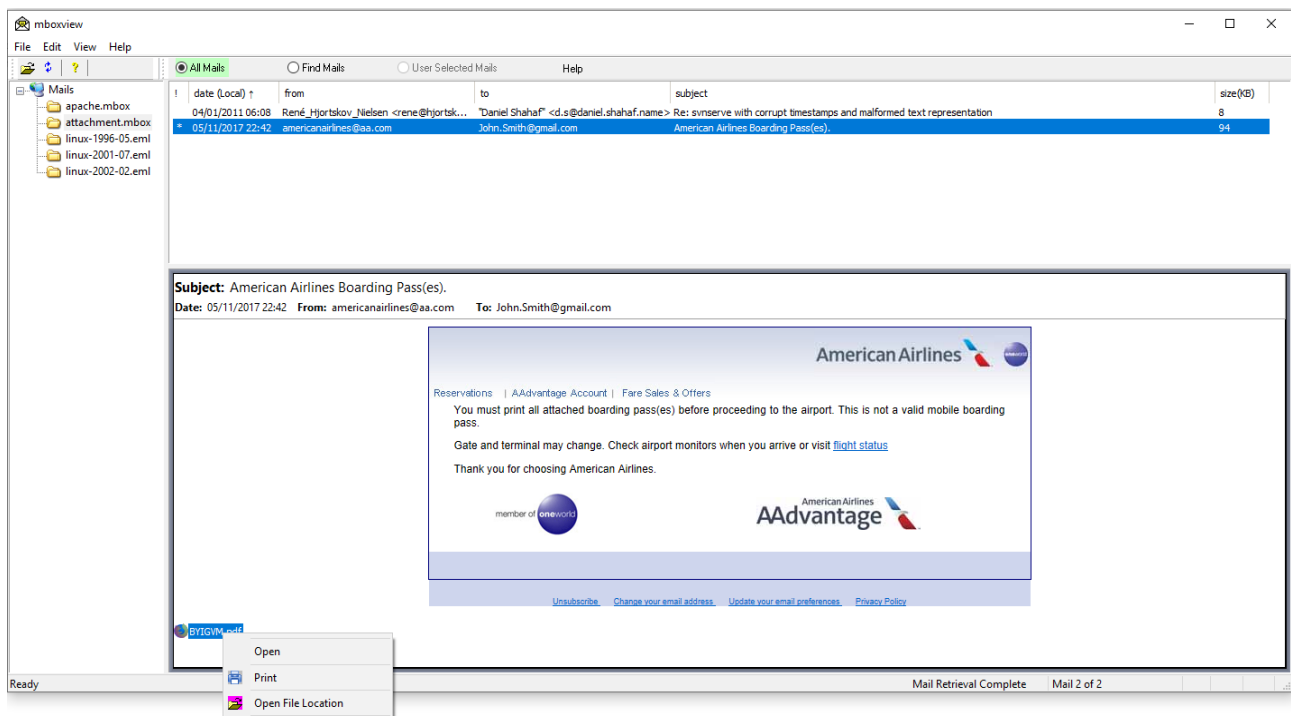 mboxview
File Edit View Help
All Mails Find Mails User Selected Mails Help
Mails
apache.mbox
attachment.mbox
linux-1996-05.eml
linux-2001-07.eml
linux-2002-02.eml
! date (Local) ↑ from to subject size(KB)
04/01/2011 06:08 René_Hjortskov_Nielsen <rene@hjortsk... "Daniel Shahaf" <d.s@daniel.shahaf.name> Re: svnserve with corrupt timestamps and malformed text representation 8
* 05/11/2017 22:42 americanairlines@aa.com John.Smith@gmail.com American Airlines Boarding Pass(es). 94
Subject: American Airlines Boarding Pass(es).
Date: 05/11/2017 22:42 From: americanairlines@aa.com To: John.Smith@gmail.com
American Airlines oneworld
Reservations | AAdvantage Account | Fare Sales & Offers
You must print all attached boarding pass(es) before proceeding to the airport. This is not a valid mobile boarding
pass.
Gate and terminal may change. Check airport monitors when you arrive or visit flight status
Thank you for choosing American Airlines.
member of oneworld
American Airlines
AAdvantage
Unsubscribe Change your email address Update your email preferences Privacy Policy
BYIGVM.pdf
Open
Print
Open File Location
Ready Mail Retrieval Complete Mail 2 of 2